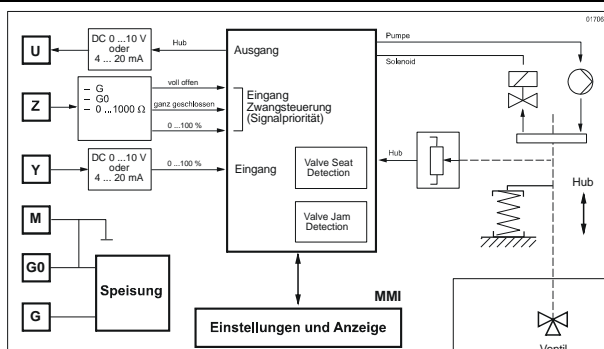 01706
U
DC 0 ...10 V
oder
4 ... 20 mA
Hub
Ausgang
Pumpe
Solenoid
Z
– G
– G0
– 0 ...1000 Ω
voll offen
ganz geschlossen
0 ...100 %
Eingang
Zwangsteuerung
(Signalpriorität)
Y
DC 0 ...10 V
oder
4 ... 20 mA
0 ...100 %
Eingang
Valve Seat
Detection
Valve Jam
Detection
Hub
Hub
M
G0
G
Speisung
MMI
Einstellungen und Anzeige
Ventil